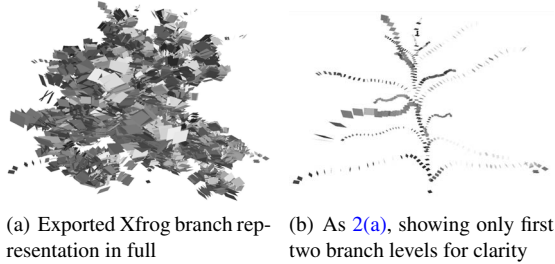 (a) Exported Xfrog branch rep-
resentation in full
(b) As 2(a), showing only first
two branch levels for clarity